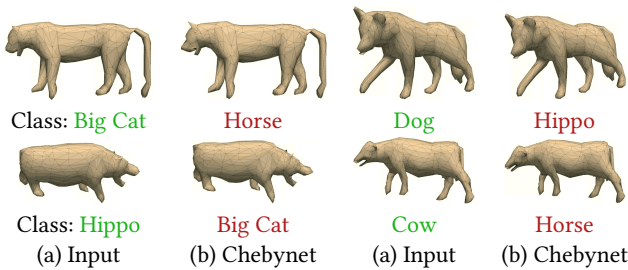 Class: Big Cat Horse Dog Hippo
Class: Hippo Big Cat Cow Horse
(a) Input (b) Chebynet (a) Input (b) Chebynet